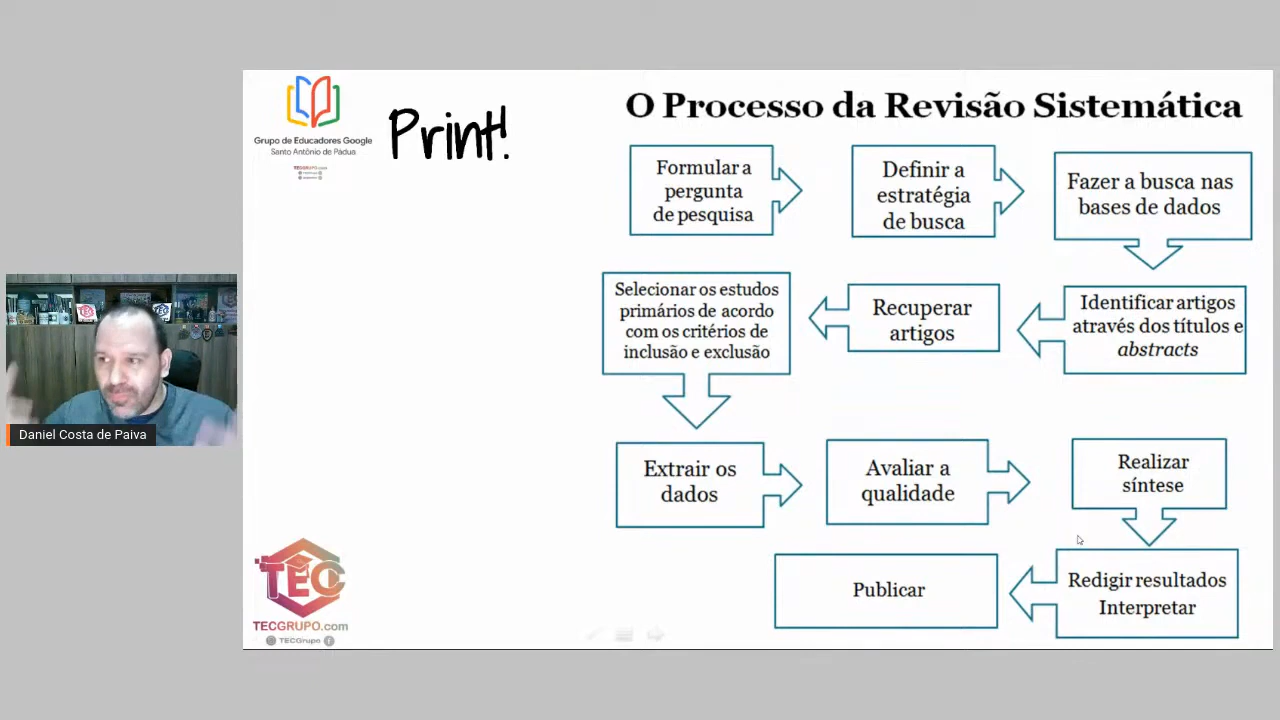 Grupo de Educadores Google
Santo Antônio de Pádua
TECGRUPO.com
Print!
O Processo da Revisão Sistemática
Formular a
pergunta
de pesquisa
Definir a
estratégia
de busca
Fazer a busca nas
bases de dados
Identificar artigos
através dos títulos e
abstracts
Recuperar
artigos
Selecionar os estudos
primários de acordo
com os critérios de
inclusão e exclusão
Extrair os
dados
Avaliar a
qualidade
Realizar
síntese
Redigir resultados
Interpretar
Publicar
Daniel Costa de Paiva
TEC
TECGRUPO.com
TECGrupo